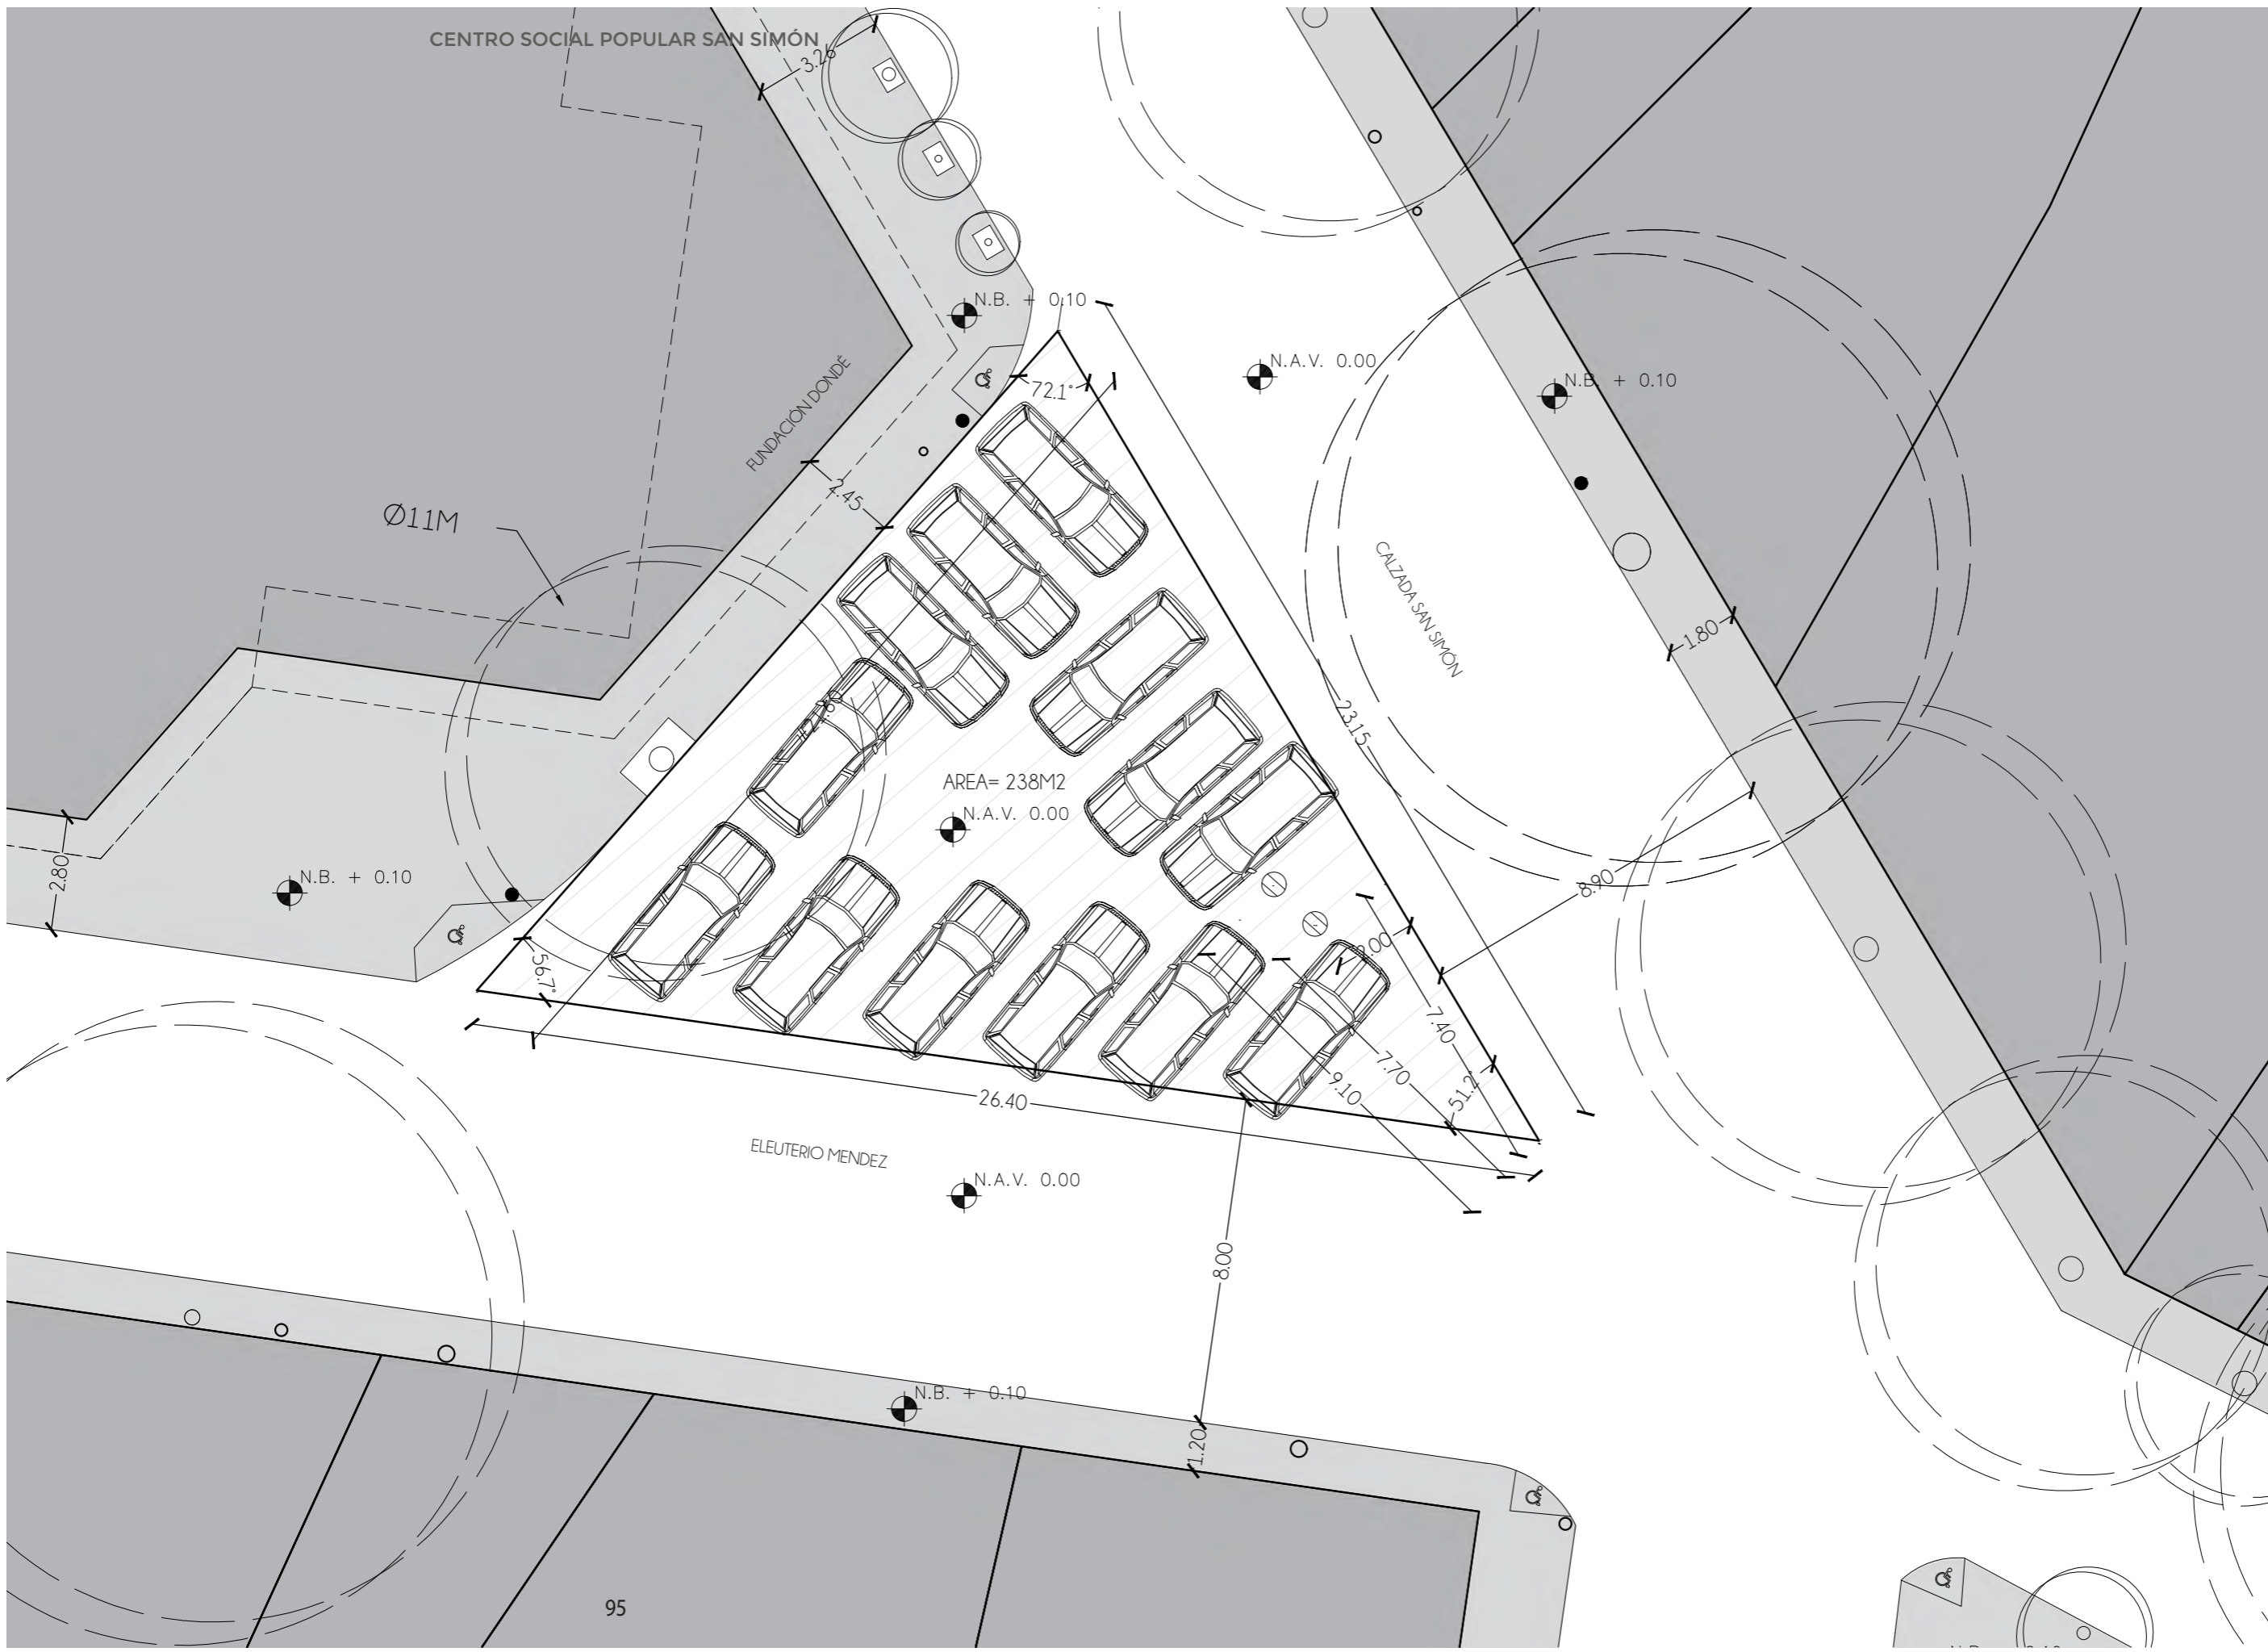 CENTRO SOCIAL POPULAR SAN SIMÓN
3.26
N.B. + 0.10
N.A.V. 0.00
N.B. + 0.10
72.1°
FUNDACIÓN DONDÉ
2.45
Ø11M
CALZADA SAN SIMÓN
1.80
23.15
AREA= 238M2
N.A.V. 0.00
2.80
N.B. + 0.10
8.90
56.7°
7.40
7.70
9.10
51.2°
26.40
ELEUTERIO MENDEZ
N.A.V. 0.00
8.00
N.B. + 0.10
1.20
95